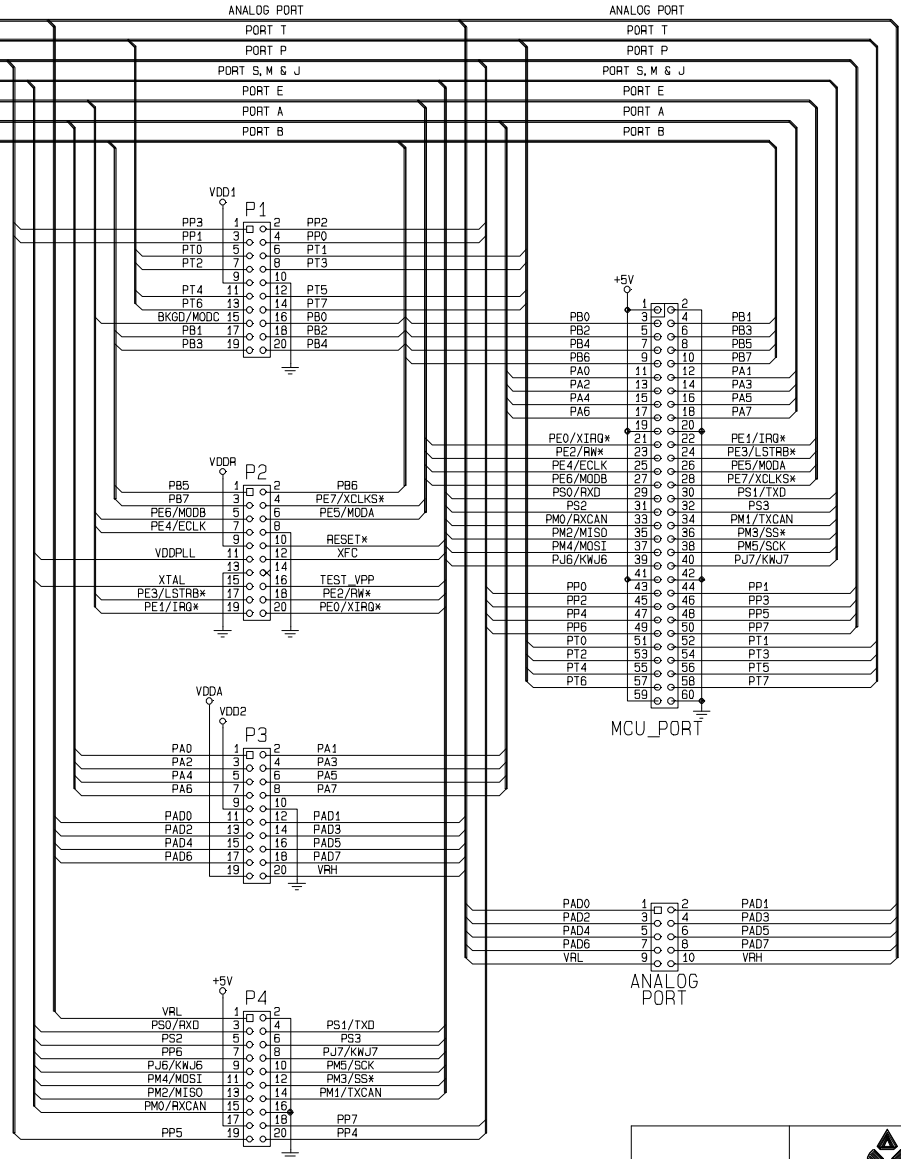 ANALOG PORT ANALOG PORT
PORT T PORT T
PORT P PORT P
PORT S, M & J PORT S, M & J
PORT E PORT E
PORT A PORT A
PORT B PORT B
VDD1
P1
PP3 1 2 PP2
PP1 3 4 PP0
PT0 5 6 PT1
PT2 7 8 PT3
9 10
PT4 11 12 PT5
PT6 13 14 PT7
BKGD/MODC 15 16 PB0
PB1 17 18 PB2
PB3 19 20 PB4
VDDR
P2
PB5 1 2 PB6
PB7 3 4 PE7/XCLKS*
PE6/MODB 5 6 PE5/MODA
PE4/ECLK 7 8
9 10 RESET*
VDDPLL 11 12 XFC
13 14
XTAL 15 16 TEST_VPP
PE3/LSTRB* 17 18 PE2/RW*
PE1/IRQ* 19 20 PE0/XIRQ*
VDDA
VDD2
P3
PA0 1 2 PA1
PA2 3 4 PA3
PA4 5 6 PA5
PA6 7 8 PA7
9 10
PAD0 11 12 PAD1
PAD2 13 14 PAD3
PAD4 15 16 PAD5
PAD6 17 18 PAD7
19 20 VRH
+5V
P4
VRL 1 2
PS0/RXD 3 4 PS1/TXD
PS2 5 6 PS3
PP6 7 8 PJ7/KWJ7
PJ6/KWJ6 9 10 PM5/SCK
PM4/MOSI 11 12 PM3/SS*
PM2/MISO 13 14 PM1/TXCAN
PM0/RXCAN 15 16
17 18 PP7
PP5 19 20 PP4
+5V
1 2
PB0 3 4 PB1
PB2 5 6 PB3
PB4 7 8 PB5
PB6 9 10 PB7
PA0 11 12 PA1
PA2 13 14 PA3
PA4 15 16 PA5
PA6 17 18 PA7
19 20
PE0/XIRQ* 21 22 PE1/IRQ*
PE2/RW* 23 24 PE3/LSTRB*
PE4/ECLK 25 26 PE5/MODA
PE6/MODB 27 28 PE7/XCLKS*
PS0/RXD 29 30 PS1/TXD
PS2 31 32 PS3
PM0/RXCAN 33 34 PM1/TXCAN
PM2/MISO 35 36 PM3/SS*
PM4/MOSI 37 38 PM5/SCK
PJ6/KWJ6 39 40 PJ7/KWJ7
41 42
PP0 43 44 PP1
PP2 45 46 PP3
PP4 47 48 PP5
PP6 49 50 PP7
PT0 51 52 PT1
PT2 53 54 PT3
PT4 55 56 PT5
PT6 57 58 PT7
59 60
MCU_PORT
PAD0 1 2 PAD1
PAD2 3 4 PAD3
PAD4 5 6 PAD5
PAD6 7 8 PAD7
VRL 9 10 VRH
ANALOG
PORT